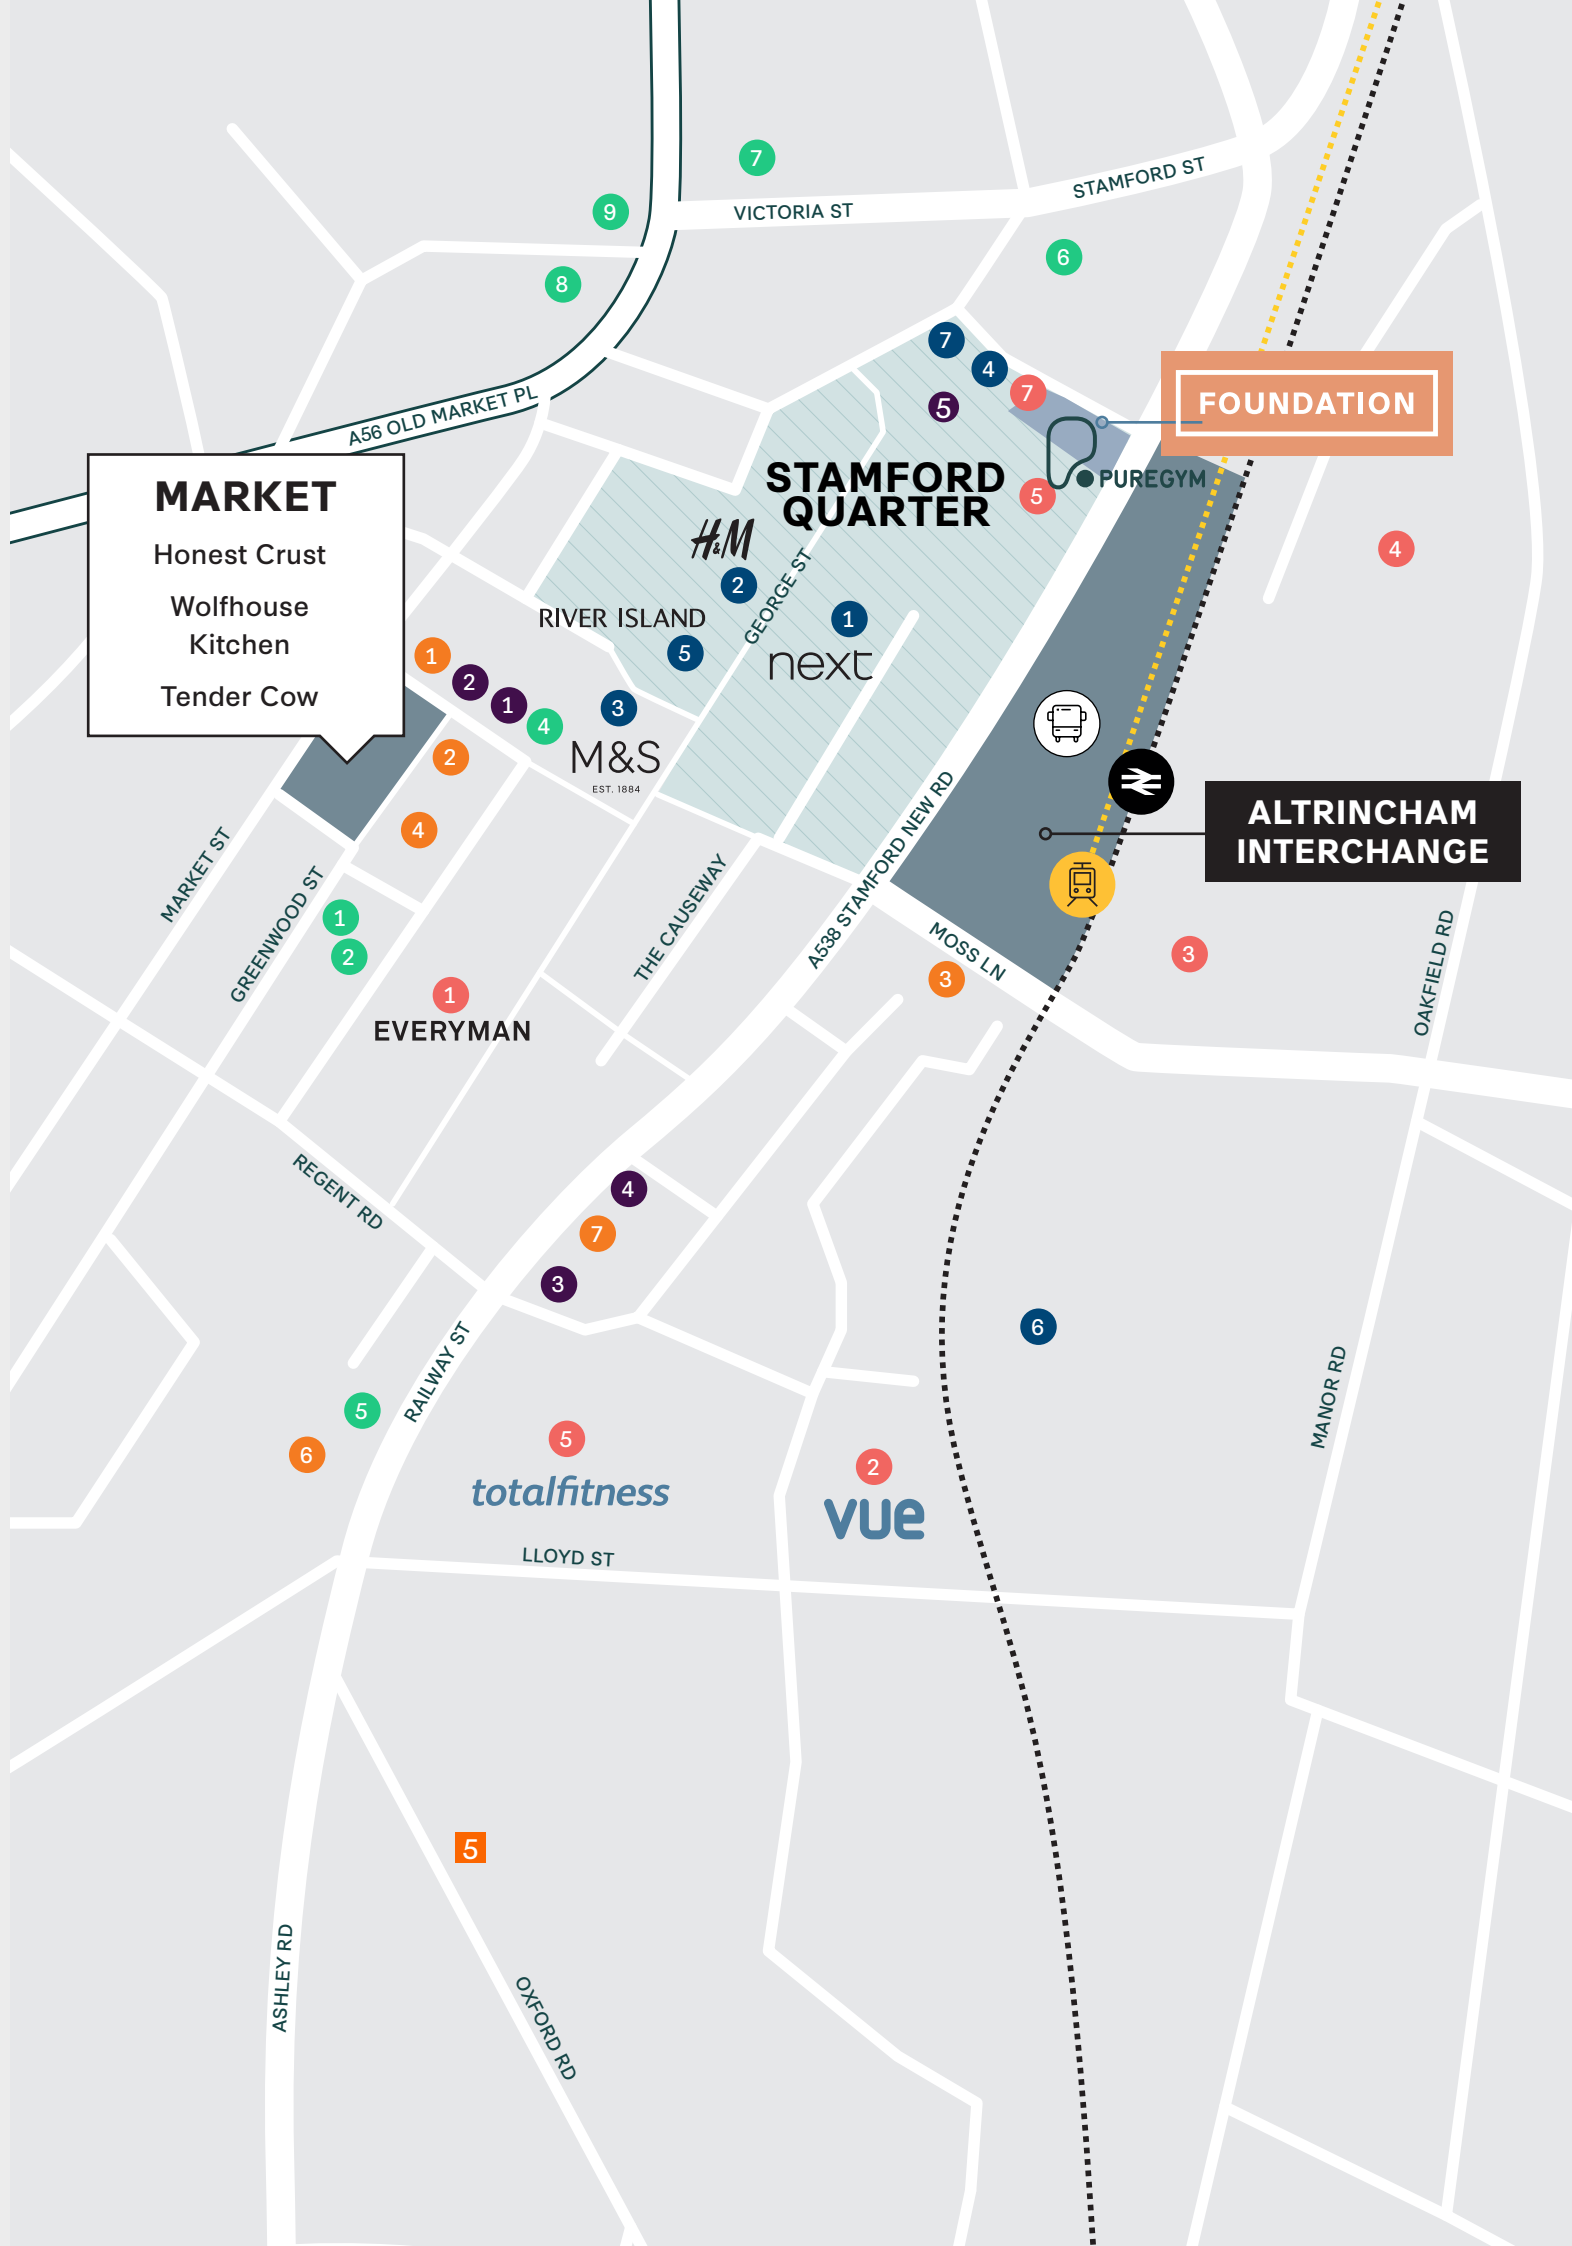 7
9
VICTORIA ST
STAMFORD ST
6
8
7
4
7
5
FOUNDATION
A56 OLD MARKET PL
PUREGYM
STAMFORD
QUARTER
5
4
MARKET
Honest Crust
Wolfhouse
Kitchen
Tender Cow
H&M
2
GEORGE ST
RIVER ISLAND
1
next
5
1
2
1
4
3
M&S
EST. 1884
2
4
ALTRINCHAM
INTERCHANGE
MARKET ST
GREENWOOD ST
1
2
THE CAUSEWAY
A538 STAMFORD NEW RD
MOSS LN
3
3
OAKFIELD RD
1
EVERYMAN
REGENT RD
4
7
3
6
RAILWAY ST
MANOR RD
5
6
5
totalfitness
2
vue
LLOYD ST
5
ASHLEY RD
OXFORD RD